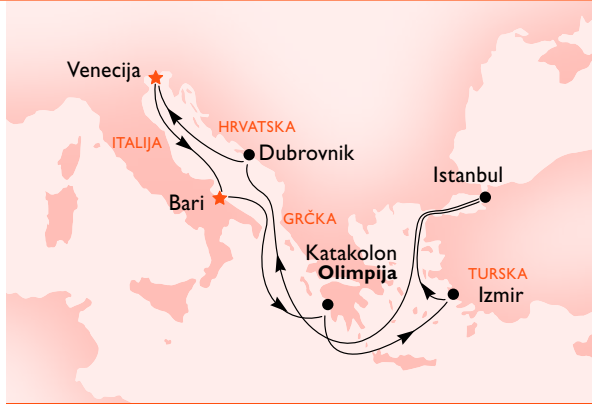 Venecija
HRVATSKA
ITALIJA
Dubrovnik
Istanbul
Bari
GRČKA
Katakolon
Olimpija
TURSKA
Izmir